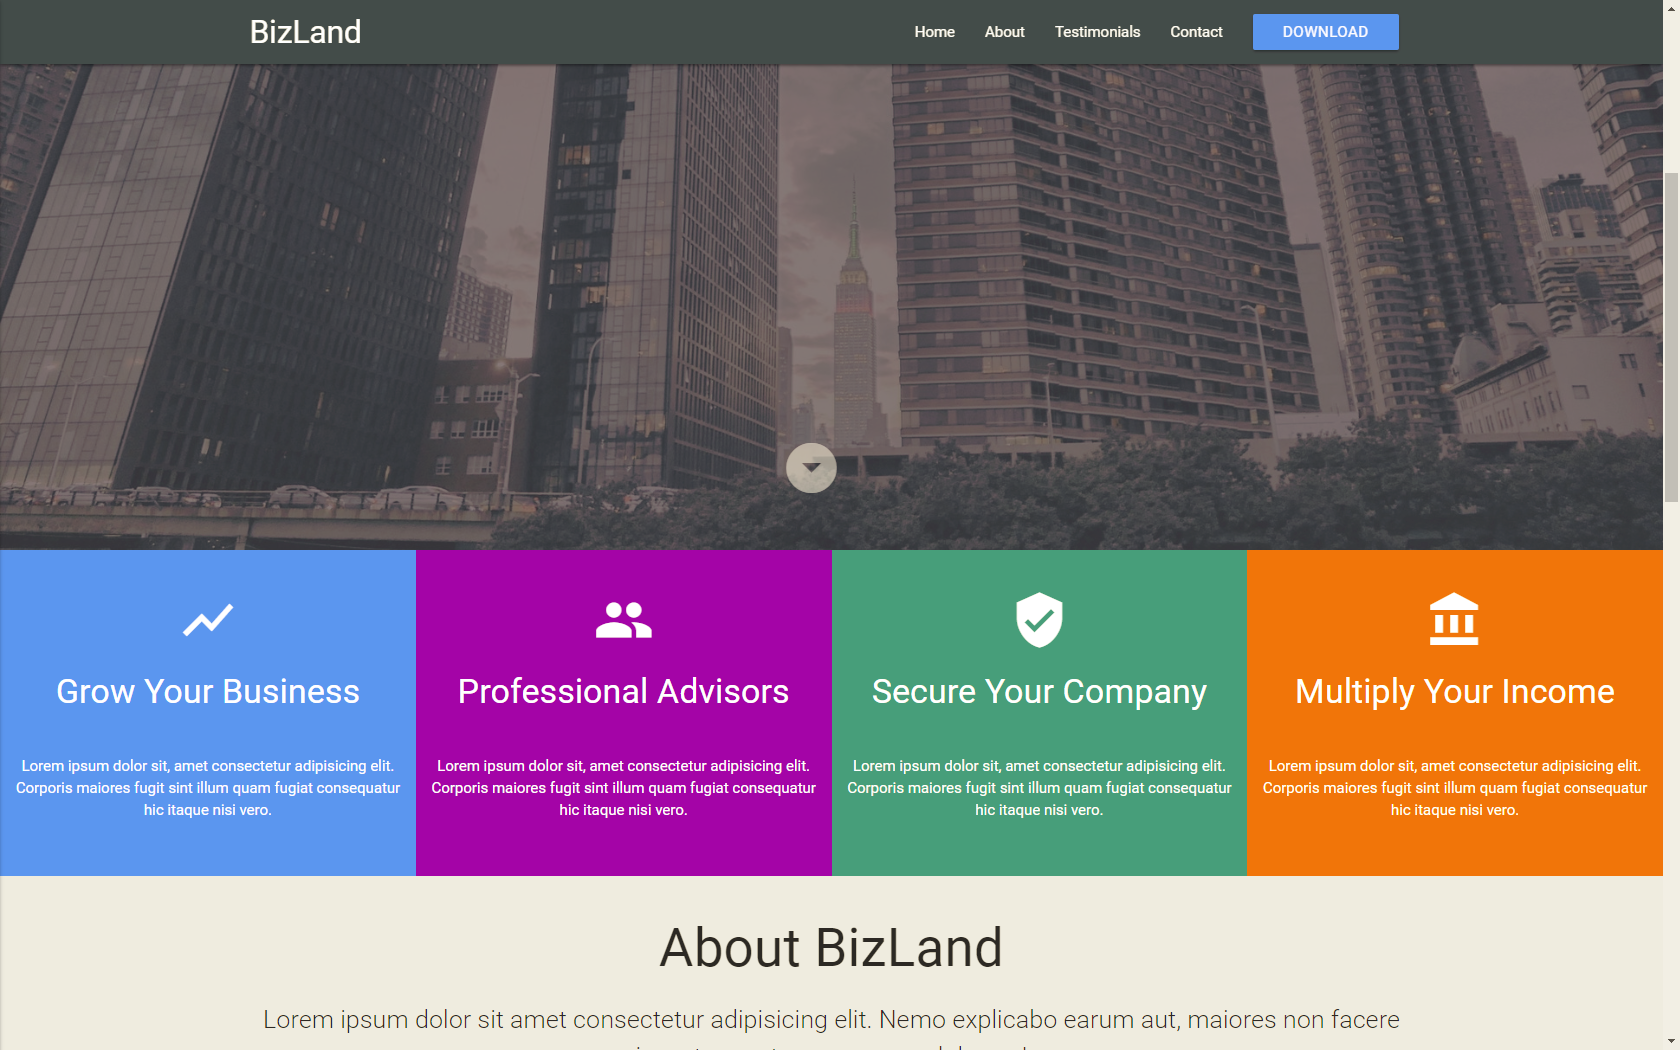 BizLand
Home About Testimonials Contact DOWNLOAD
Grow Your Business
Lorem ipsum dolor sit, amet consectetur adipisicing elit.
Corporis maiores fugit sint illum quam fugiat consequatur
hic itaque nisi vero.
Professional Advisors
Lorem ipsum dolor sit, amet consectetur adipisicing elit.
Corporis maiores fugit sint illum quam fugiat consequatur
hic itaque nisi vero.
Secure Your Company
Lorem ipsum dolor sit, amet consectetur adipisicing elit.
Corporis maiores fugit sint illum quam fugiat consequatur
hic itaque nisi vero.
Multiply Your Income
Lorem ipsum dolor sit, amet consectetur adipisicing elit.
Corporis maiores fugit sint illum quam fugiat consequatur
hic itaque nisi vero.
About BizLand
Lorem ipsum dolor sit amet consectetur adipisicing elit. Nemo explicabo earum aut, maiores non facere